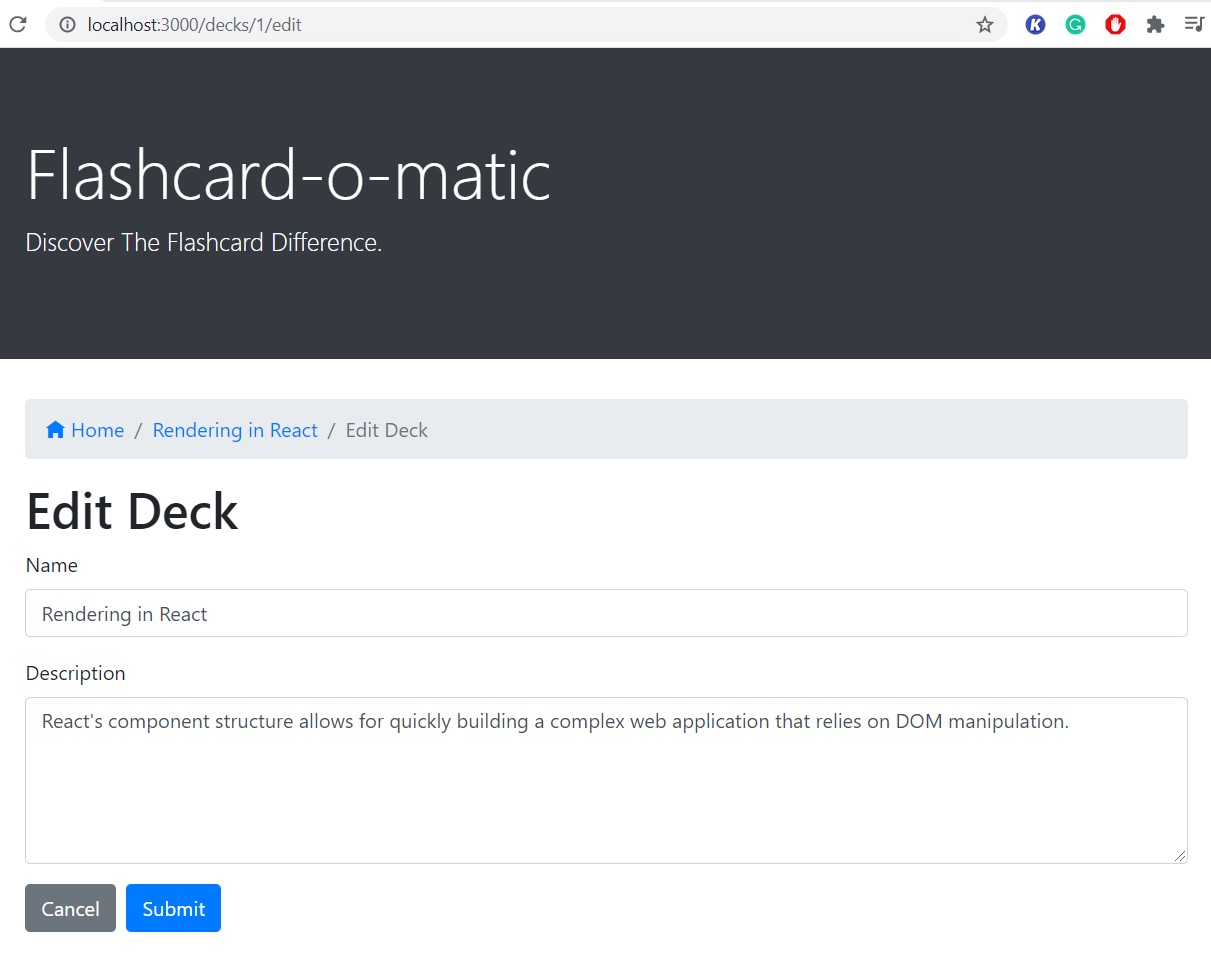 localhost:3000/decks/1/edit
K
G
Flashcard-o-matic
Discover The Flashcard Difference.
Home / Rendering in React / Edit Deck
Edit Deck
Name
Rendering in React
Description
React's component structure allows for quickly building a complex web application that relies on DOM manipulation.
Cancel Submit